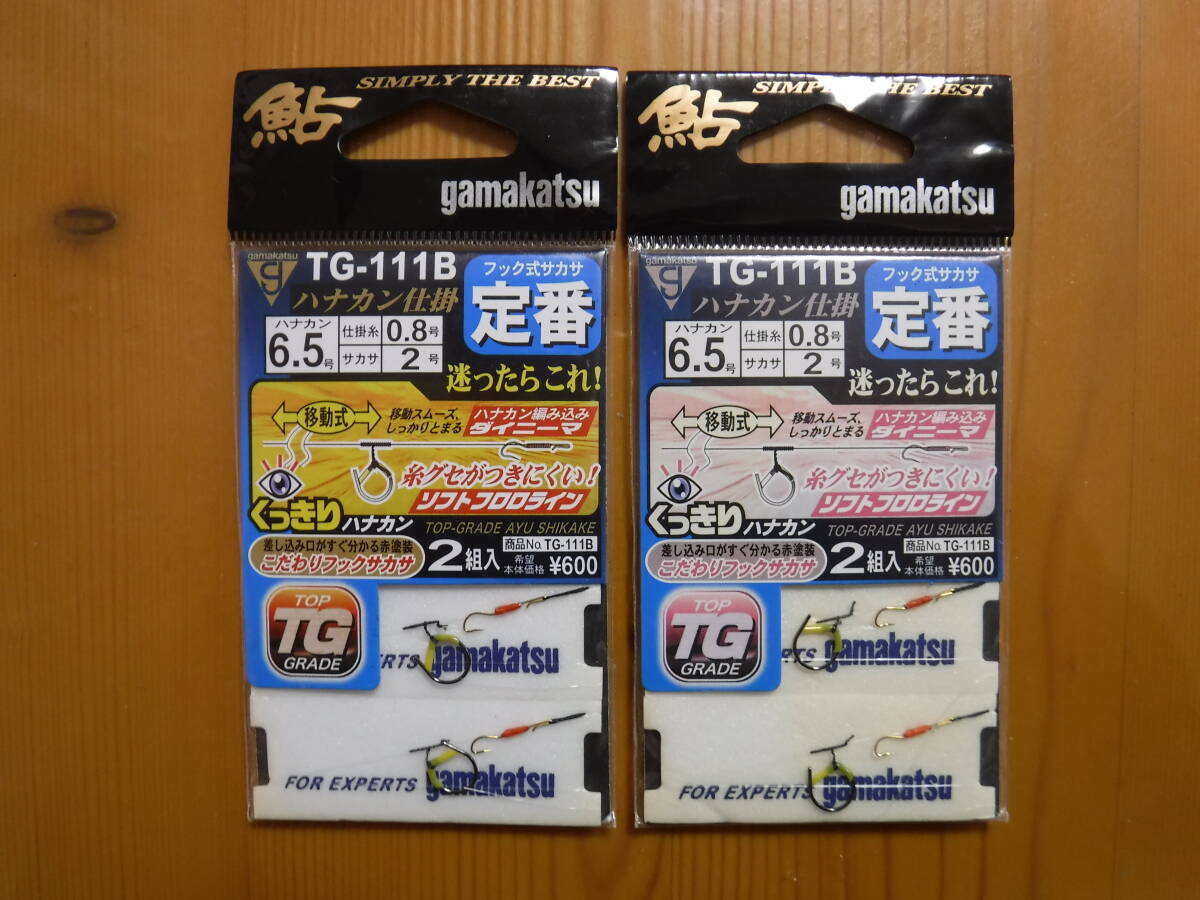 SIMPLY THE BEST
鮎
gamakatsu
gamakatsu
TG-111B
フック式サカサ
定番
ハナカン仕掛
ハナカン 6.5号
仕掛糸 0.8号
サカサ 2号
迷ったらこれ!
移動式
移動スムーズ、
しっかりとまる
ハナカン編み込み
ダイニーマ
糸グセがつきにくい!
ソフトフロロライン
くっきりハナカン
TOP-GRADE AYU SHIKAKE
差し込み口がすぐ分かる赤塗装
こだわりフックサカサ
2組入
商品No. TG-111B
希望本体価格 ¥600
TOP
TG
GRADE
PERTS gamakatsu
FOR EXPERTS gamakatsu
SIMPLY THE BEST
鮎
gamakatsu
gamakatsu
TG-111B
フック式サカサ
定番
ハナカン仕掛
ハナカン 6.5号
仕掛糸 0.8号
サカサ 2号
迷ったらこれ!
移動式
移動スムーズ、
しっかりとまる
ハナカン編み込み
ダイニーマ
糸グセがつきにくい!
ソフトフロロライン
くっきりハナカン
TOP-GRADE AYU SHIKAKE
差し込み口がすぐ分かる赤塗装
こだわりフックサカサ
2組入
商品No. TG-111B
希望本体価格 ¥600
TOP
TG
GRADE
gamakatsu
FOR EXPERTS gamakatsu